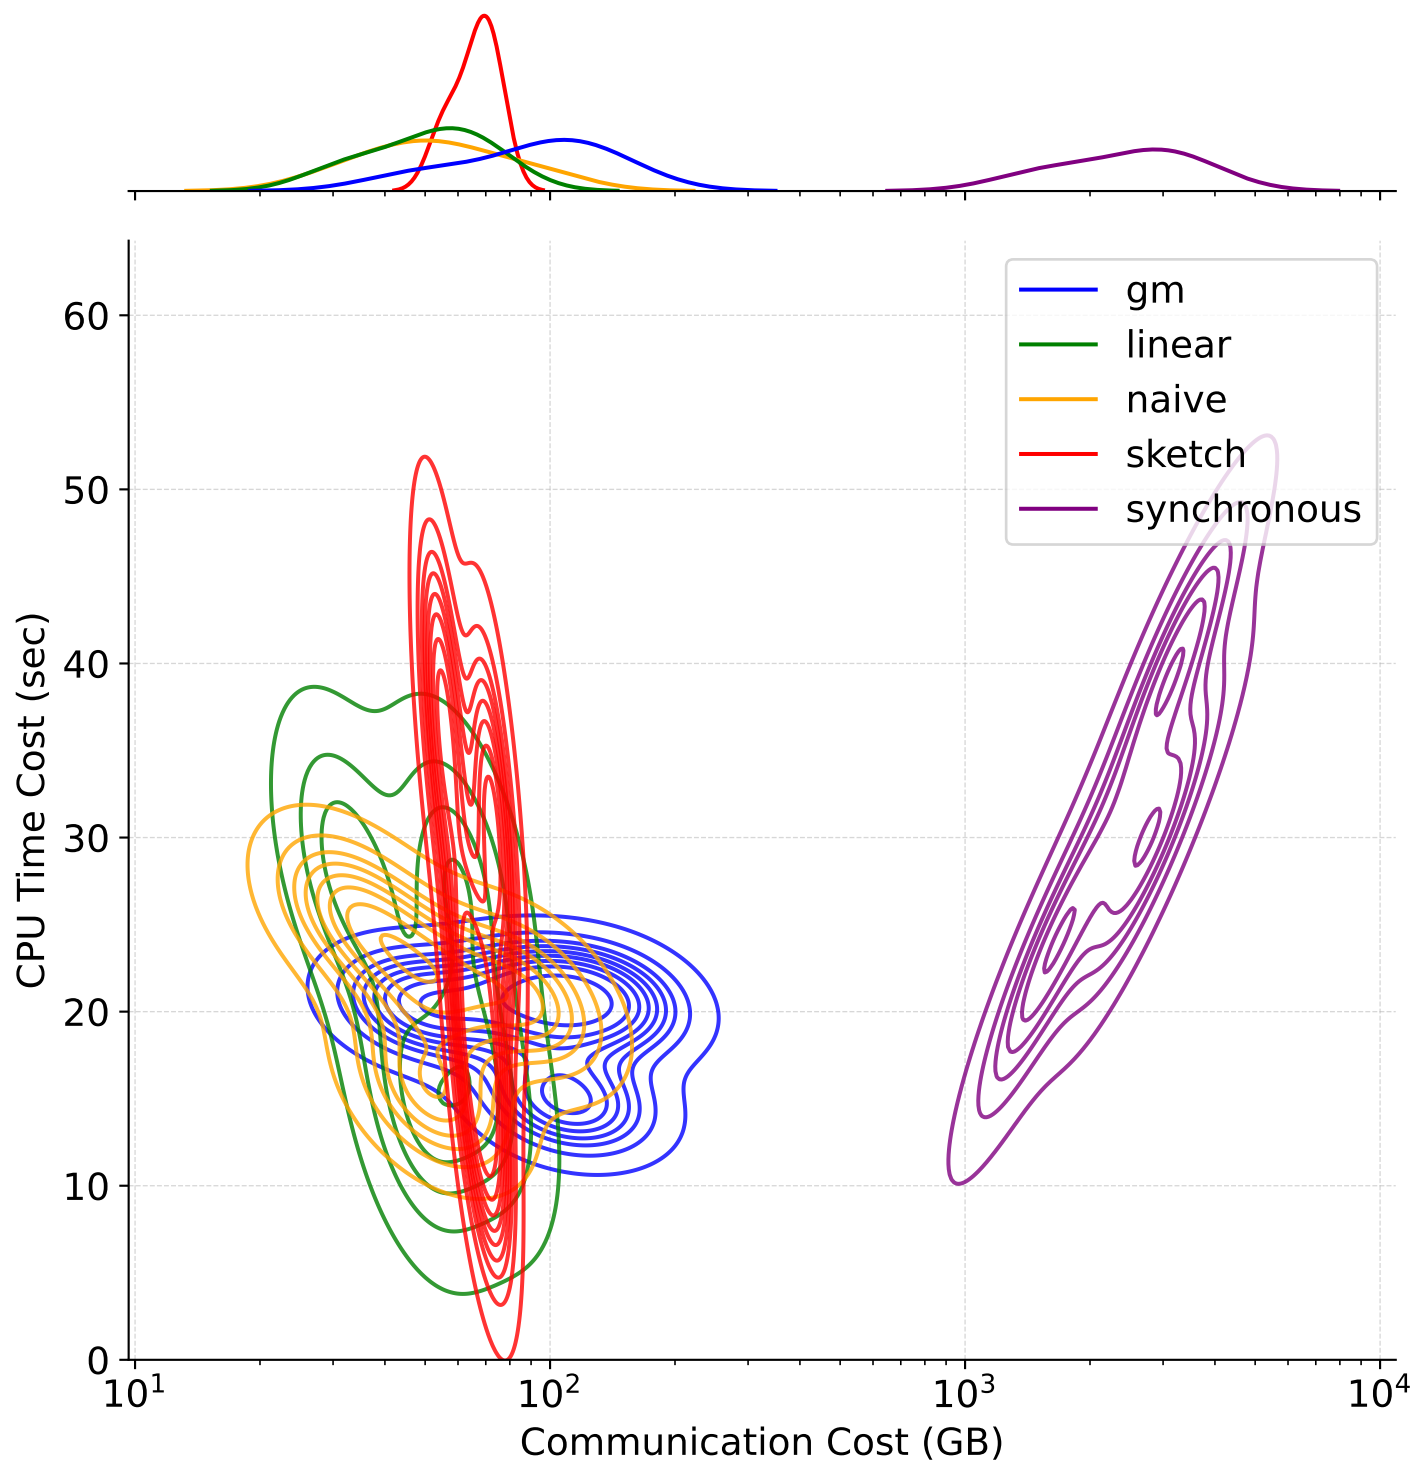 gm
linear
naive
sketch
synchronous
60
50
40
30
20
10
0
CPU Time Cost (sec)
10¹ 10² 10³ 10⁴
Communication Cost (GB)